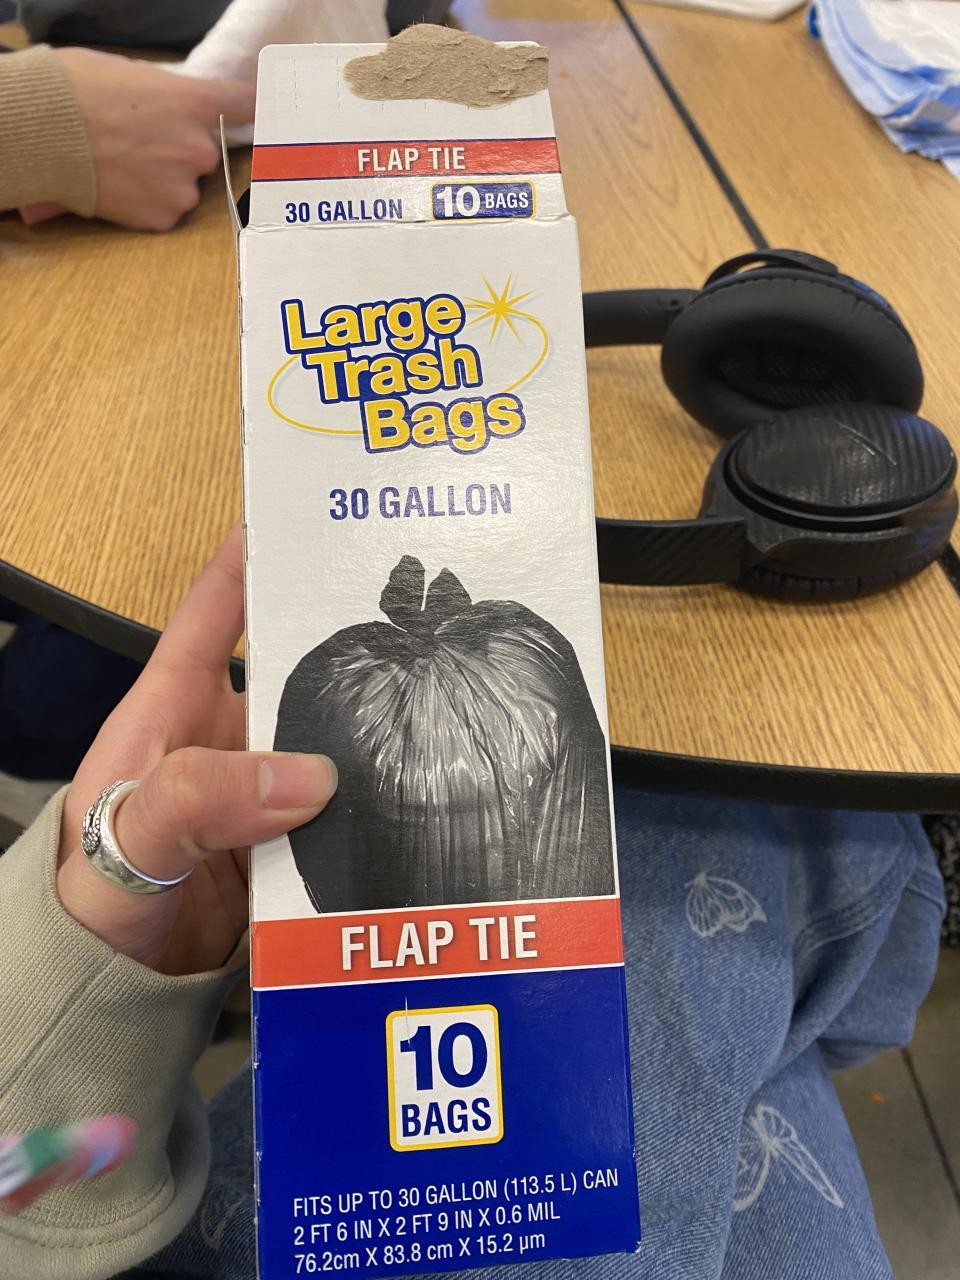 FLAP TIE
30 GALLON 10 BAGS
Large
Trash
Bags
30 GALLON
FLAP TIE
10
BAGS
FITS UP TO 30 GALLON (113.5 L) CAN
2 FT 6 IN X 2 FT 9 IN X 0.6 MIL
76.2cm X 83.8 cm X 15.2 µm